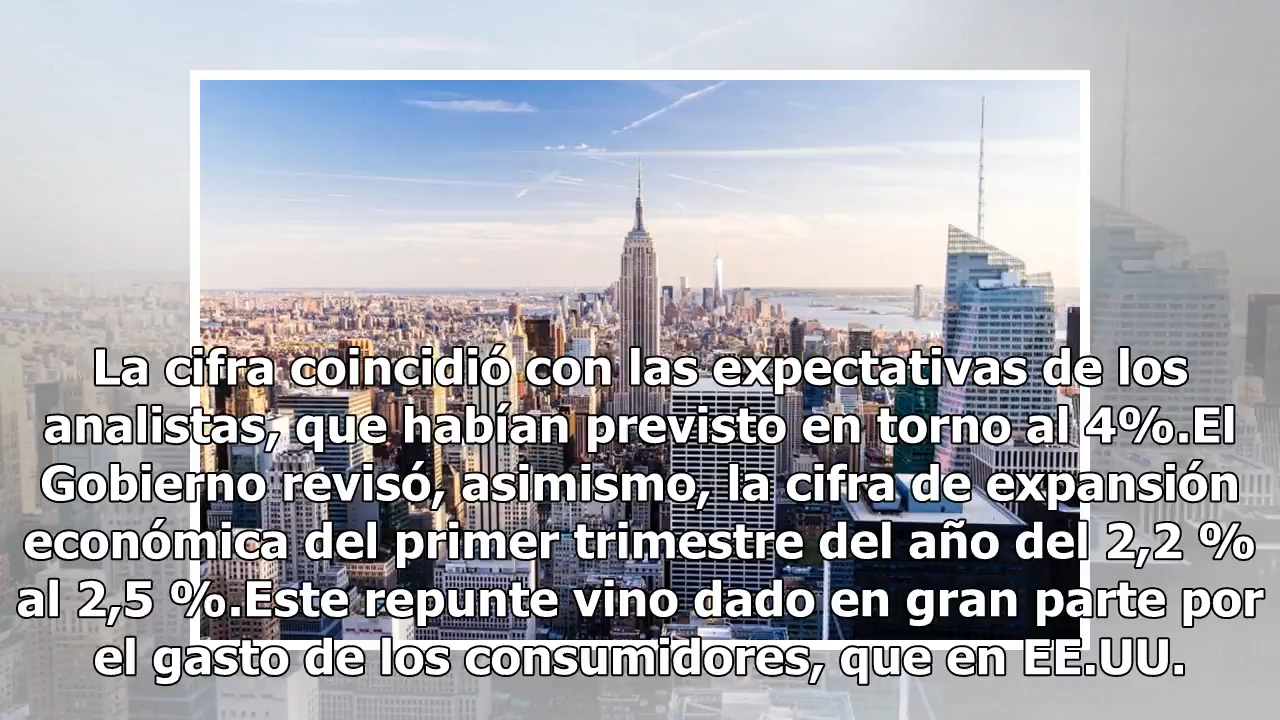 La cifra coincidió con las expectativas de los
analistas, que habían previsto en torno al 4%.El
Gobierno revisó, asimismo, la cifra de expansión
económica del primer trimestre del año del 2,2 %
al 2,5 %.Este repunte vino dado en gran parte por
el gasto de los consumidores, que en EE.UU.